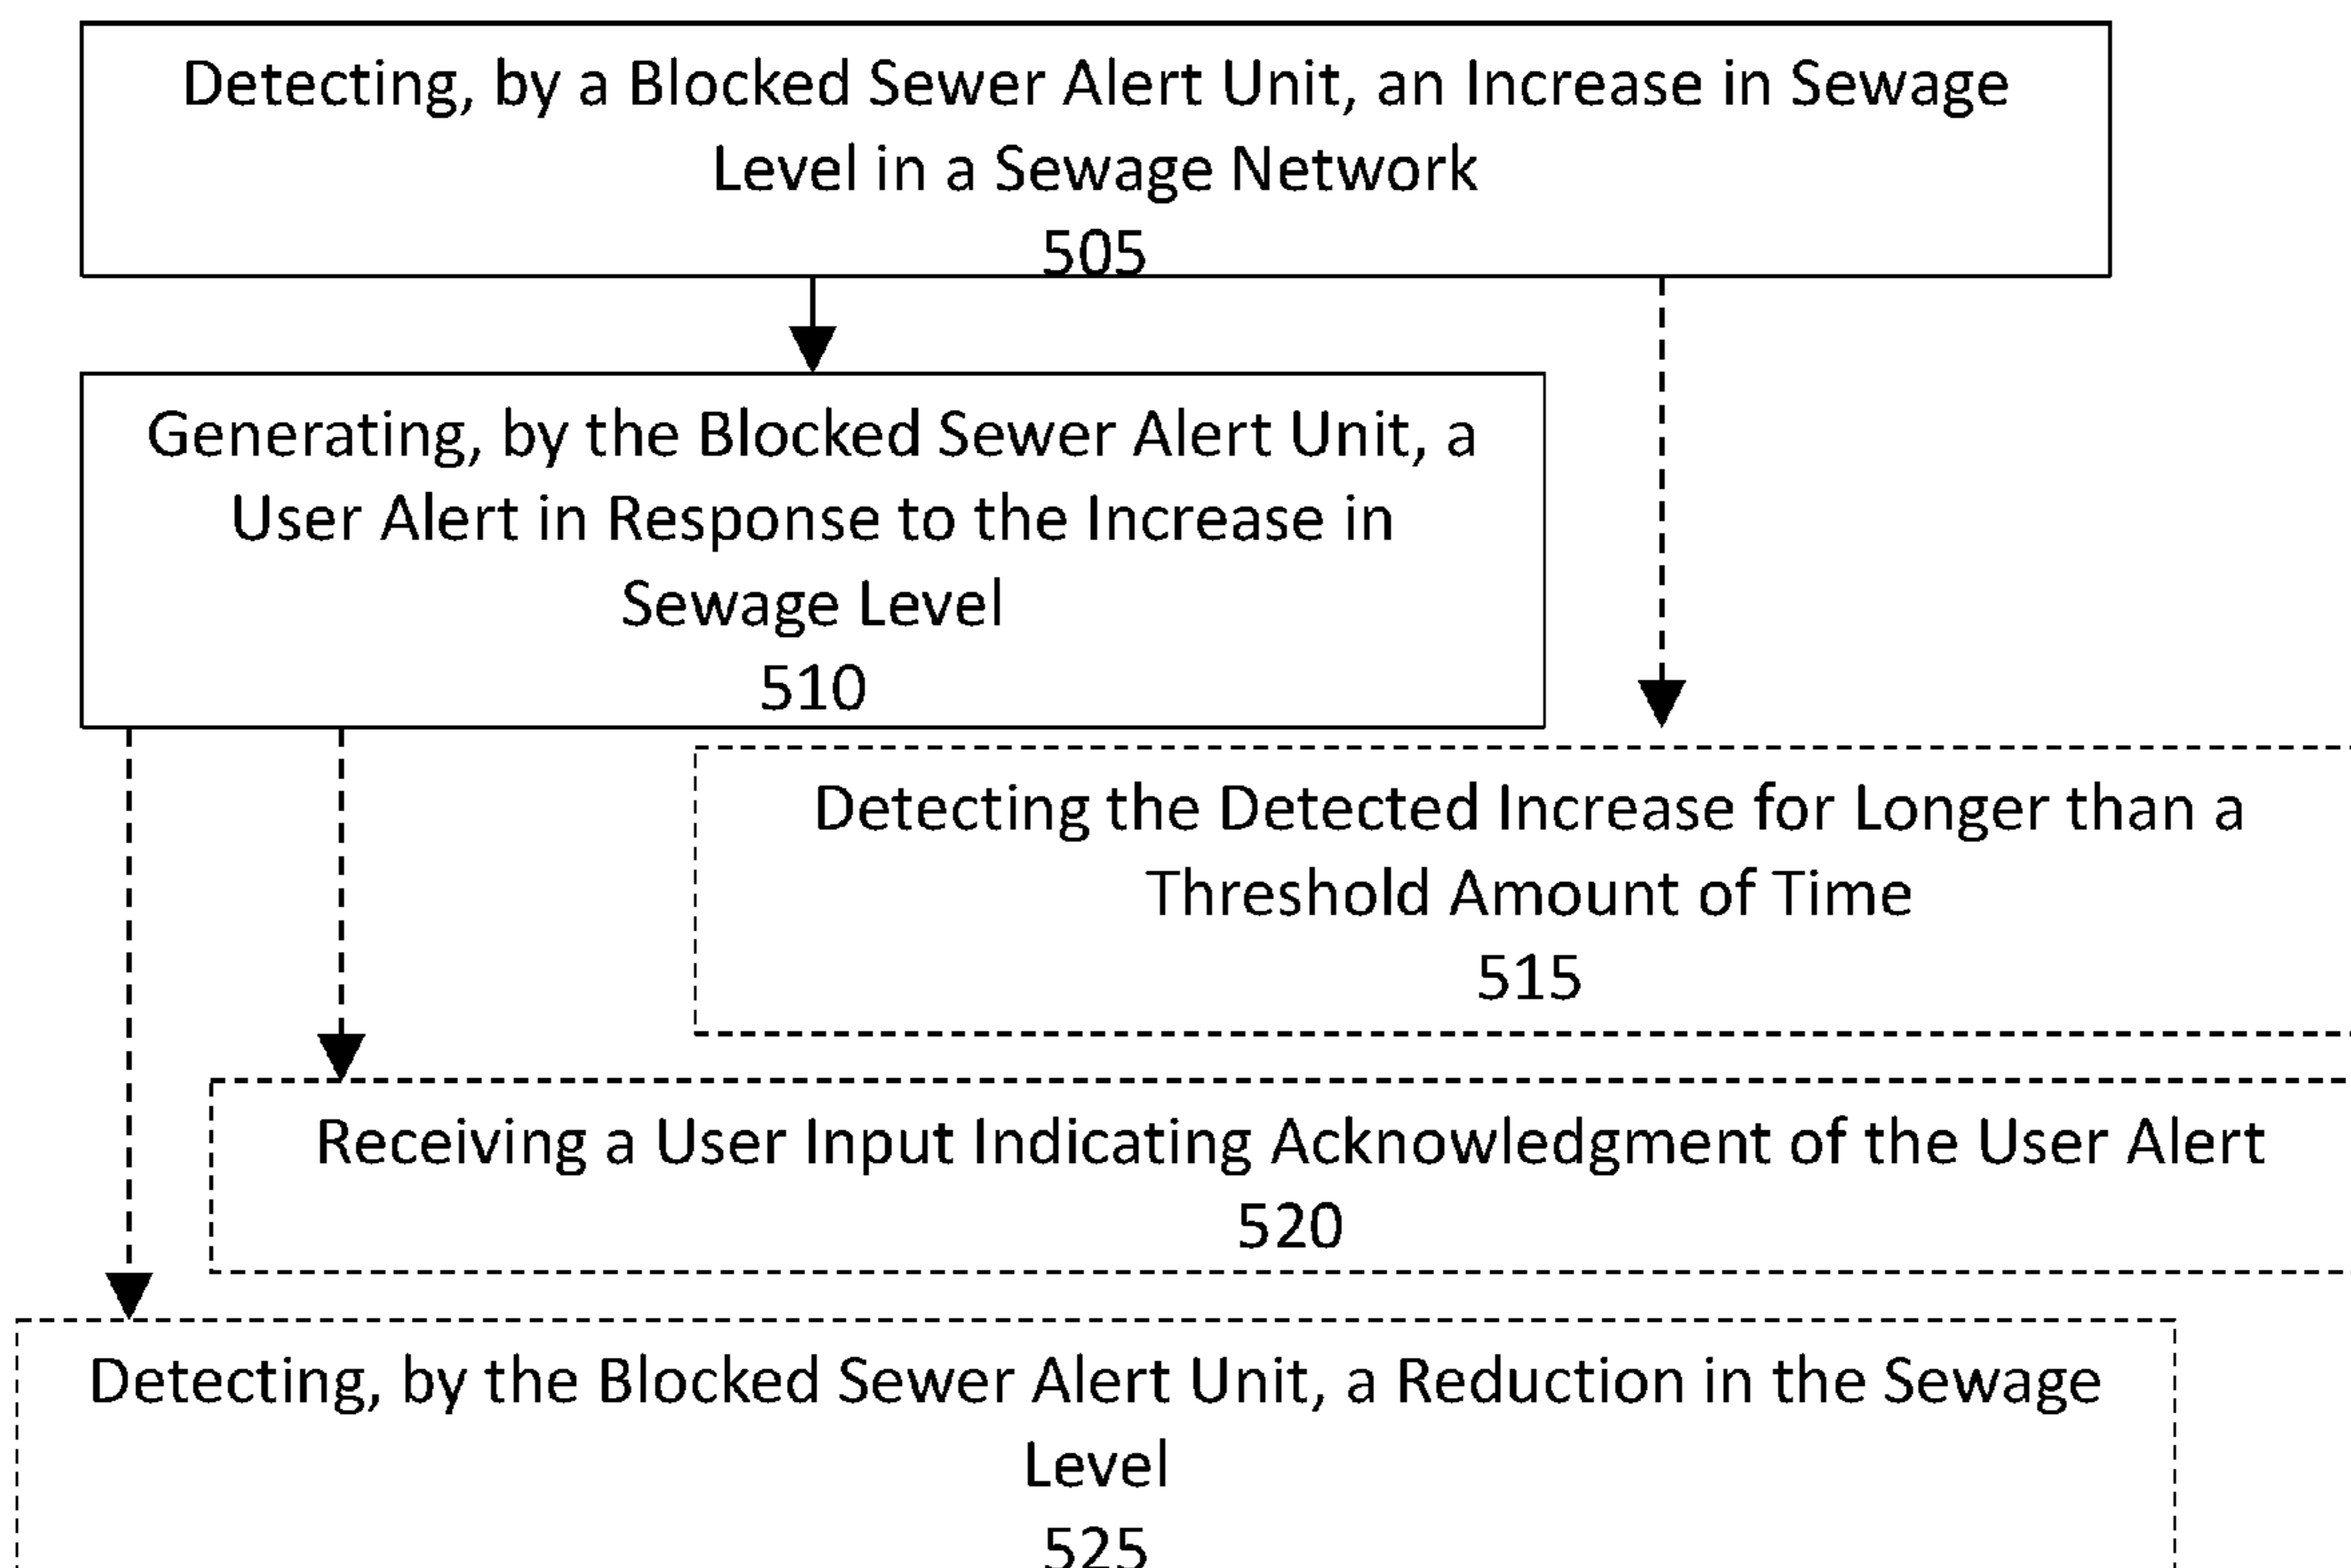 Detecting, by a Blocked Sewer Alert Unit, an Increase in Sewage
Level in a Sewage Network
505
Generating, by the Blocked Sewer Alert Unit, a
User Alert in Response to the Increase in
Sewage Level
510
Detecting the Detected Increase for Longer than a
Threshold Amount of Time
515
Receiving a User Input Indicating Acknowledgment of the User Alert
520
Detecting, by the Blocked Sewer Alert Unit, a Reduction in the Sewage
Level
525